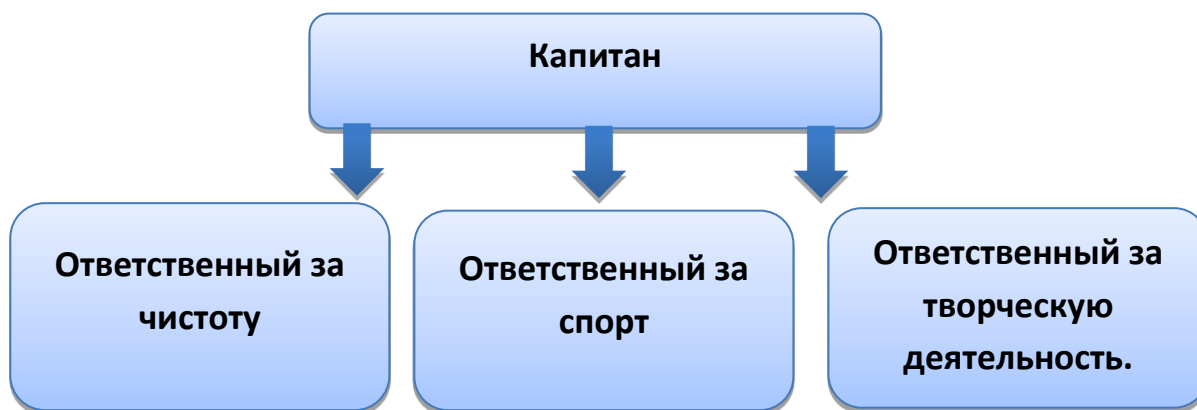 Капитан
Ответственный за
чистоту
Ответственный за
спорт
Ответственный за
творческую
деятельность.